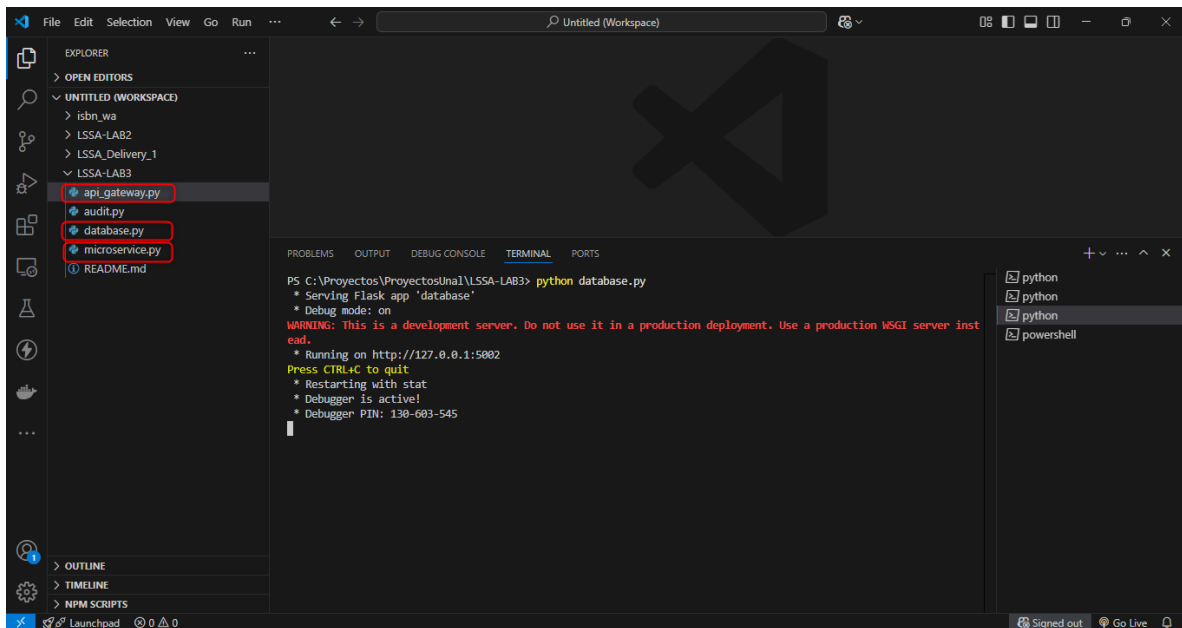 File Edit Selection View Go Run ...
Untitled (Workspace)
EXPLORER
OPEN EDITORS
UNTITLED (WORKSPACE)
isbn_wa
LSSA-LAB2
LSSA_Delivery_1
LSSA-LAB3
api_gateway.py
audit.py
database.py
microservice.py
README.md
OUTLINE
TIMELINE
NPM SCRIPTS
PROBLEMS OUTPUT DEBUG CONSOLE TERMINAL PORTS
PS C:\Proyectos\ProyectosUnal\LSSA-LAB3> python database.py
* Serving Flask app 'database'
* Debug mode: on
WARNING: This is a development server. Do not use it in a production deployment. Use a production WSGI server inst
ead.
* Running on http://127.0.0.1:5002
Press CTRL+C to quit
* Restarting with stat
* Debugger is active!
* Debugger PIN: 130-603-545
python
python
python
powershell
1
Launchpad 0 0
Signed out Go Live